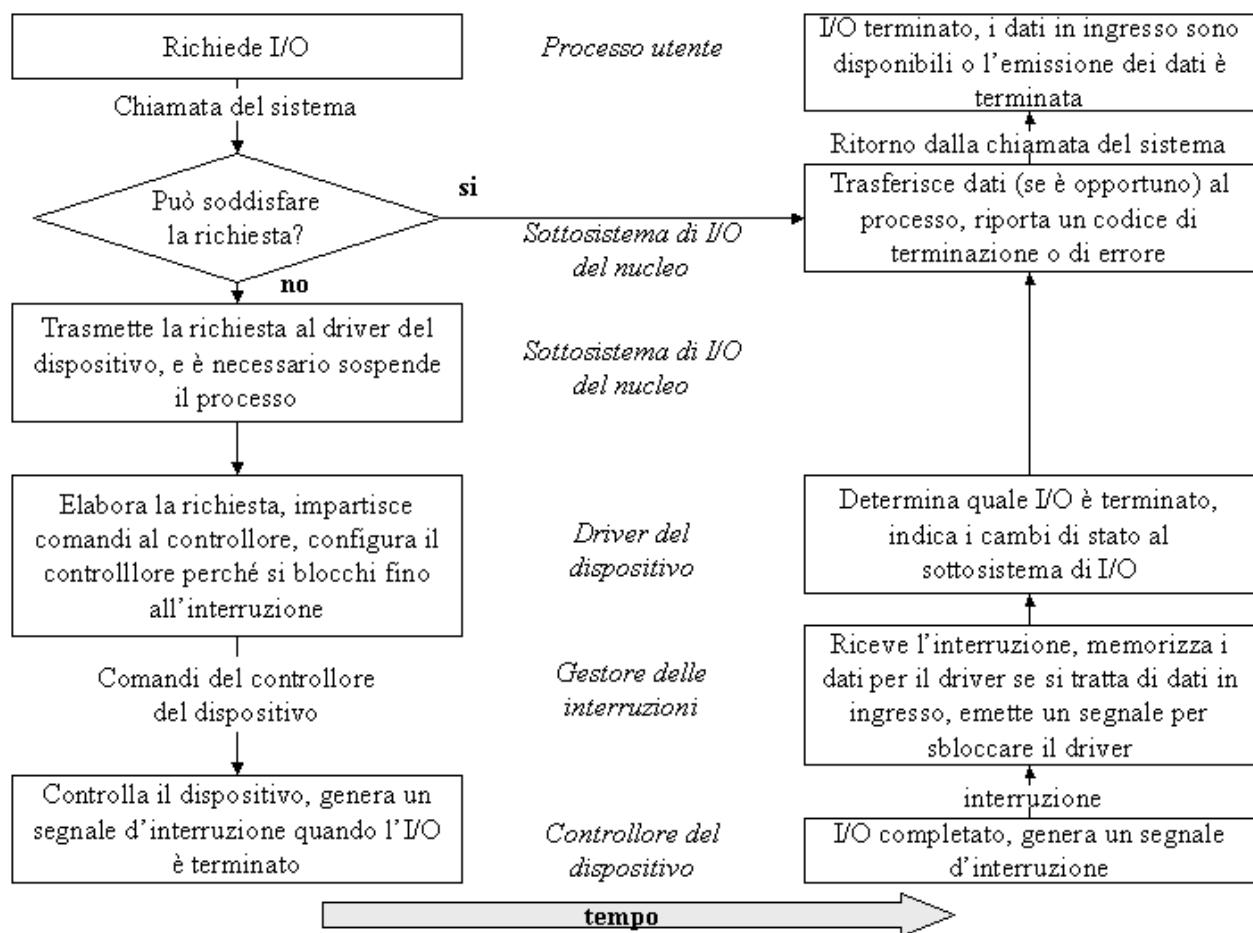 Richiede I/O
Processo utente
I/O terminato, i dati in ingresso sono
disponibili o l'emissione dei dati è
terminata
Chiamata del sistema
Ritorno dalla chiamata del sistema
Può soddisfare
la richiesta?
si
no
Sottosistema di I/O
del nucleo
Trasferisce dati (se è opportuno) al
processo, riporta un codice di
terminazione o di errore
Trasmette la richiesta al driver del
dispositivo, e è necessario sospende
il processo
Sottosistema di I/O
del nucleo
Elabora la richiesta, impartisce
comandi al controllore, configura il
controlllore perché si blocchi fino
all'interruzione
Driver del
dispositivo
Determina quale I/O è terminato,
indica i cambi di stato al
sottosistema di I/O
Comandi del controllore
del dispositivo
Gestore delle
interruzioni
Riceve l'interruzione, memorizza i
dati per il driver se si tratta di dati in
ingresso, emette un segnale per
sbloccare il driver
interruzione
Controlla il dispositivo, genera un
segnale d'interruzione quando l'I/O
è terminato
Controllore del
dispositivo
I/O completato, genera un segnale
d'interruzione
tempo